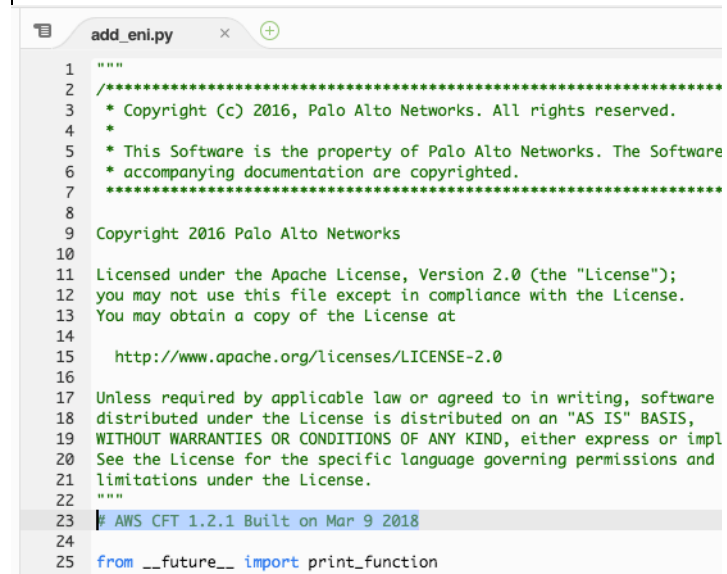 add_eni.py × +
1 """
2 /*********************************************************************
3 * Copyright (c) 2016, Palo Alto Networks. All rights reserved.
4 *
5 * This Software is the property of Palo Alto Networks. The Software
6 * accompanying documentation are copyrighted.
7 *********************************************************************
8
9 Copyright 2016 Palo Alto Networks
10
11 Licensed under the Apache License, Version 2.0 (the "License");
12 you may not use this file except in compliance with the License.
13 You may obtain a copy of the License at
14
15 http://www.apache.org/licenses/LICENSE-2.0
16
17 Unless required by applicable law or agreed to in writing, software
18 distributed under the License is distributed on an "AS IS" BASIS,
19 WITHOUT WARRANTIES OR CONDITIONS OF ANY KIND, either express or impl
20 See the License for the specific language governing permissions and
21 limitations under the License.
22 """
23 # AWS CFT 1.2.1 Built on Mar 9 2018
24
25 from __future__ import print_function